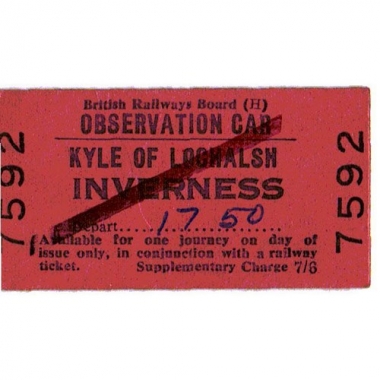 British Railways Board (H)
OBSERVATION CAR
KYLE OF LOCHALSH
INVERNESS
Depart......17 50......
Available for one journey on day of
issue only, in conjunction with a railway
ticket. Supplementary Charge 7/6
7592
7592